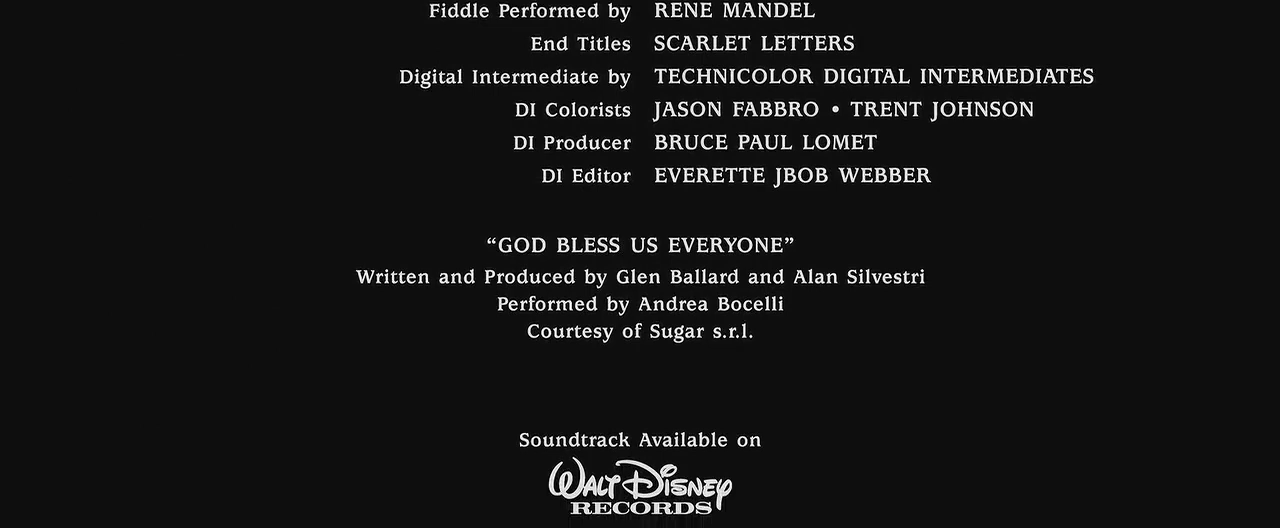 Fiddle Performed by RENE MANDEL
End Titles SCARLET LETTERS
Digital Intermediate by TECHNICOLOR DIGITAL INTERMEDIATES
DI Colorists JASON FABBRO • TRENT JOHNSON
DI Producer BRUCE PAUL LOMET
DI Editor EVERETTE JBOB WEBBER
“GOD BLESS US EVERYONE”
Written and Produced by Glen Ballard and Alan Silvestri
Performed by Andrea Bocelli
Courtesy of Sugar s.r.l.
Soundtrack Available on
WALT DISNEY
RECORDS